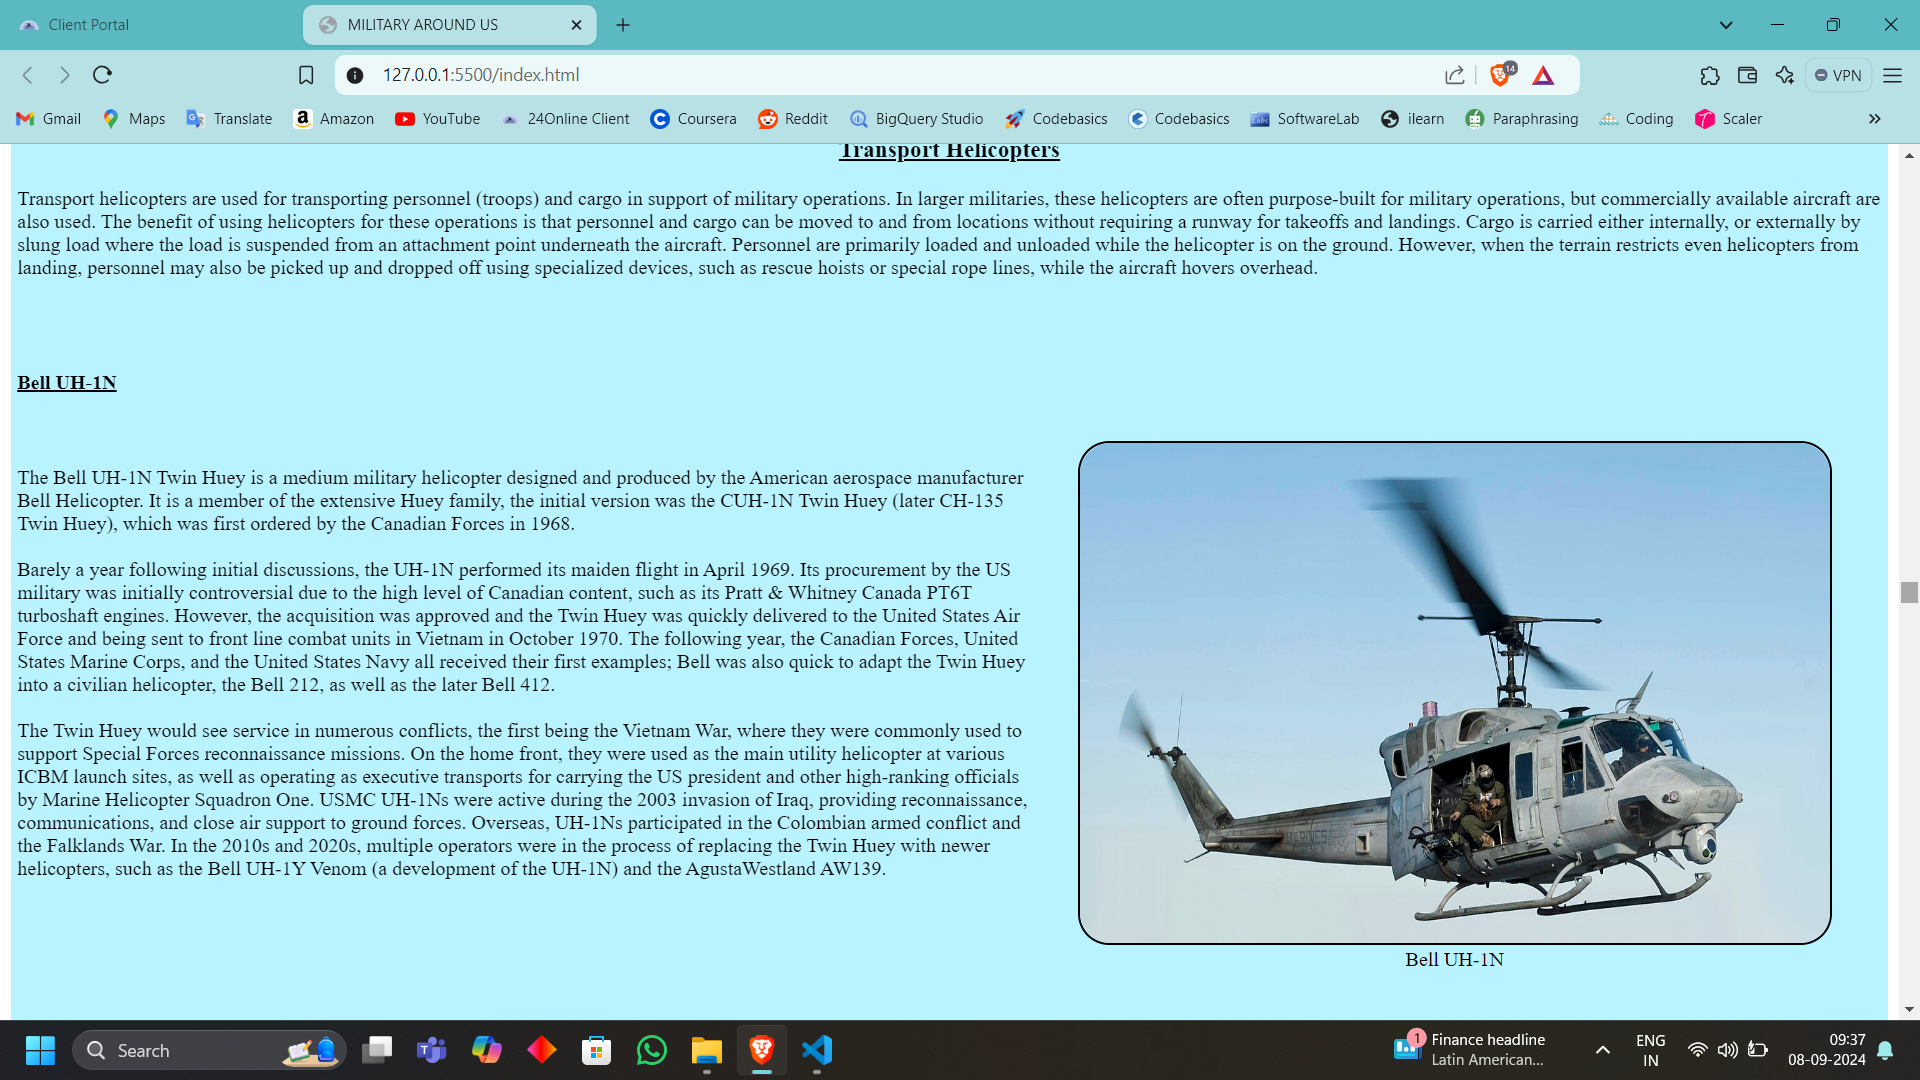 Client Portal
MILITARY AROUND US
127.0.0.1:5500/index.html
14
VPN
Gmail
Maps
Translate
Amazon
YouTube
24Online Client
Coursera
Reddit
BigQuery Studio
Codebasics
Codebasics
SoftwareLab
ilearn
Paraphrasing
Coding
Scaler
Transport Helicopters
Transport helicopters are used for transporting personnel (troops) and cargo in support of military operations. In larger militaries, these helicopters are often purpose-built for military operations, but commercially available aircraft are
also used. The benefit of using helicopters for these operations is that personnel and cargo can be moved to and from locations without requiring a runway for takeoffs and landings. Cargo is carried either internally, or externally by
slung load where the load is suspended from an attachment point underneath the aircraft. Personnel are primarily loaded and unloaded while the helicopter is on the ground. However, when the terrain restricts even helicopters from
landing, personnel may also be picked up and dropped off using specialized devices, such as rescue hoists or special rope lines, while the aircraft hovers overhead.
Bell UH-1N
The Bell UH-1N Twin Huey is a medium military helicopter designed and produced by the American aerospace manufacturer
Bell Helicopter. It is a member of the extensive Huey family, the initial version was the CUH-1N Twin Huey (later CH-135
Twin Huey), which was first ordered by the Canadian Forces in 1968.
Barely a year following initial discussions, the UH-1N performed its maiden flight in April 1969. Its procurement by the US
military was initially controversial due to the high level of Canadian content, such as its Pratt & Whitney Canada PT6T
turboshaft engines. However, the acquisition was approved and the Twin Huey was quickly delivered to the United States Air
Force and being sent to front line combat units in Vietnam in October 1970. The following year, the Canadian Forces, United
States Marine Corps, and the United States Navy all received their first examples; Bell was also quick to adapt the Twin Huey
into a civilian helicopter, the Bell 212, as well as the later Bell 412.
The Twin Huey would see service in numerous conflicts, the first being the Vietnam War, where they were commonly used to
support Special Forces reconnaissance missions. On the home front, they were used as the main utility helicopter at various
ICBM launch sites, as well as operating as executive transports for carrying the US president and other high-ranking officials
by Marine Helicopter Squadron One. USMC UH-1Ns were active during the 2003 invasion of Iraq, providing reconnaissance,
communications, and close air support to ground forces. Overseas, UH-1Ns participated in the Colombian armed conflict and
the Falklands War. In the 2010s and 2020s, multiple operators were in the process of replacing the Twin Huey with newer
helicopters, such as the Bell UH-1Y Venom (a development of the UH-1N) and the AgustaWestland AW139.
MARINES
Bell UH-1N
Search
1
Finance headline
Latin American...
ENG
IN
09:37
08-09-2024